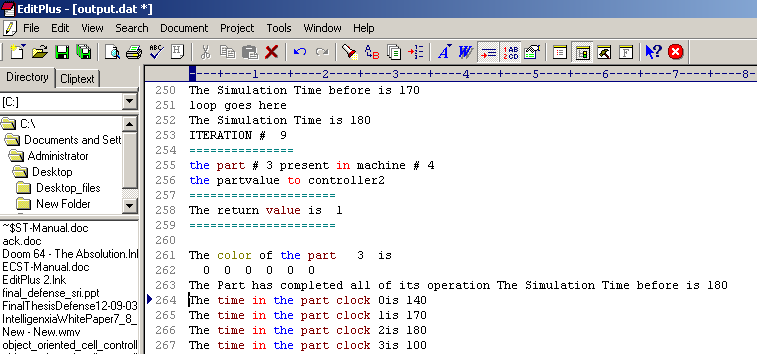 EditPlus - [output.dat *]
File Edit View Search Document Project Tools Window Help
Directory Cliptext
[C:]
C:\
Documents and Sett
Administrator
Desktop
Desktop_files
New Folder
~$ST-Manual.doc
ack.doc
Doom 64 - The Absolution.lnl
ECST-Manual.doc
EditPlus 2.lnk
final_defense_sri.ppt
FinalThesisDefense12-09-03
IntelligenxiaWhitePaper7_8_
New - New.wmv
object_oriented_cell_controll
----+----1----+----2----+----3----+----4----+----5----+----6----+----7----+----8-
250 The Simulation Time before is 170
251 loop goes here
252 The Simulation Time is 180
253 ITERATION # 9
254 ===============
255 the part # 3 present in machine # 4
256 the partvalue to controller2
257 =====================
258 The return value is 1
259 =====================
260
261 The color of the part 3 is
262 0 0 0 0 0 0
263 The Part has completed all of its operation The Simulation Time before is 180
264 The time in the part clock 0is 140
265 The time in the part clock 1is 170
266 The time in the part clock 2is 180
267 The time in the part clock 3is 100